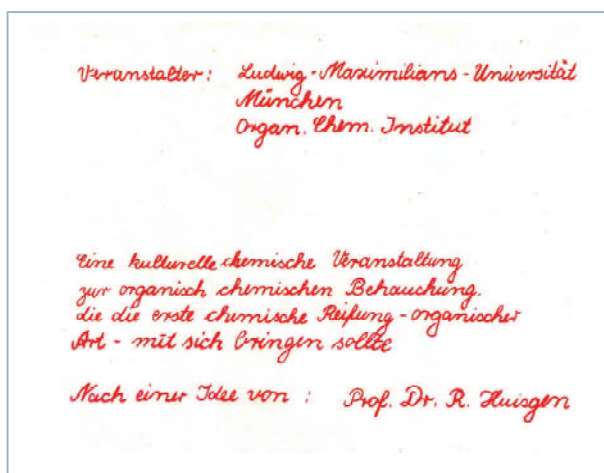 Veranstalter: Ludwig-Maximilians-Universität
München
Organ. Chem. Institut
Eine kulturelle chemische Veranstaltung
zur organisch chemischen Behauchung,
die die erste chemische Reifung-organischer
Art-mit sich bringen sollte
Nach einer Idee von: Prof. Dr. R. Huisgen